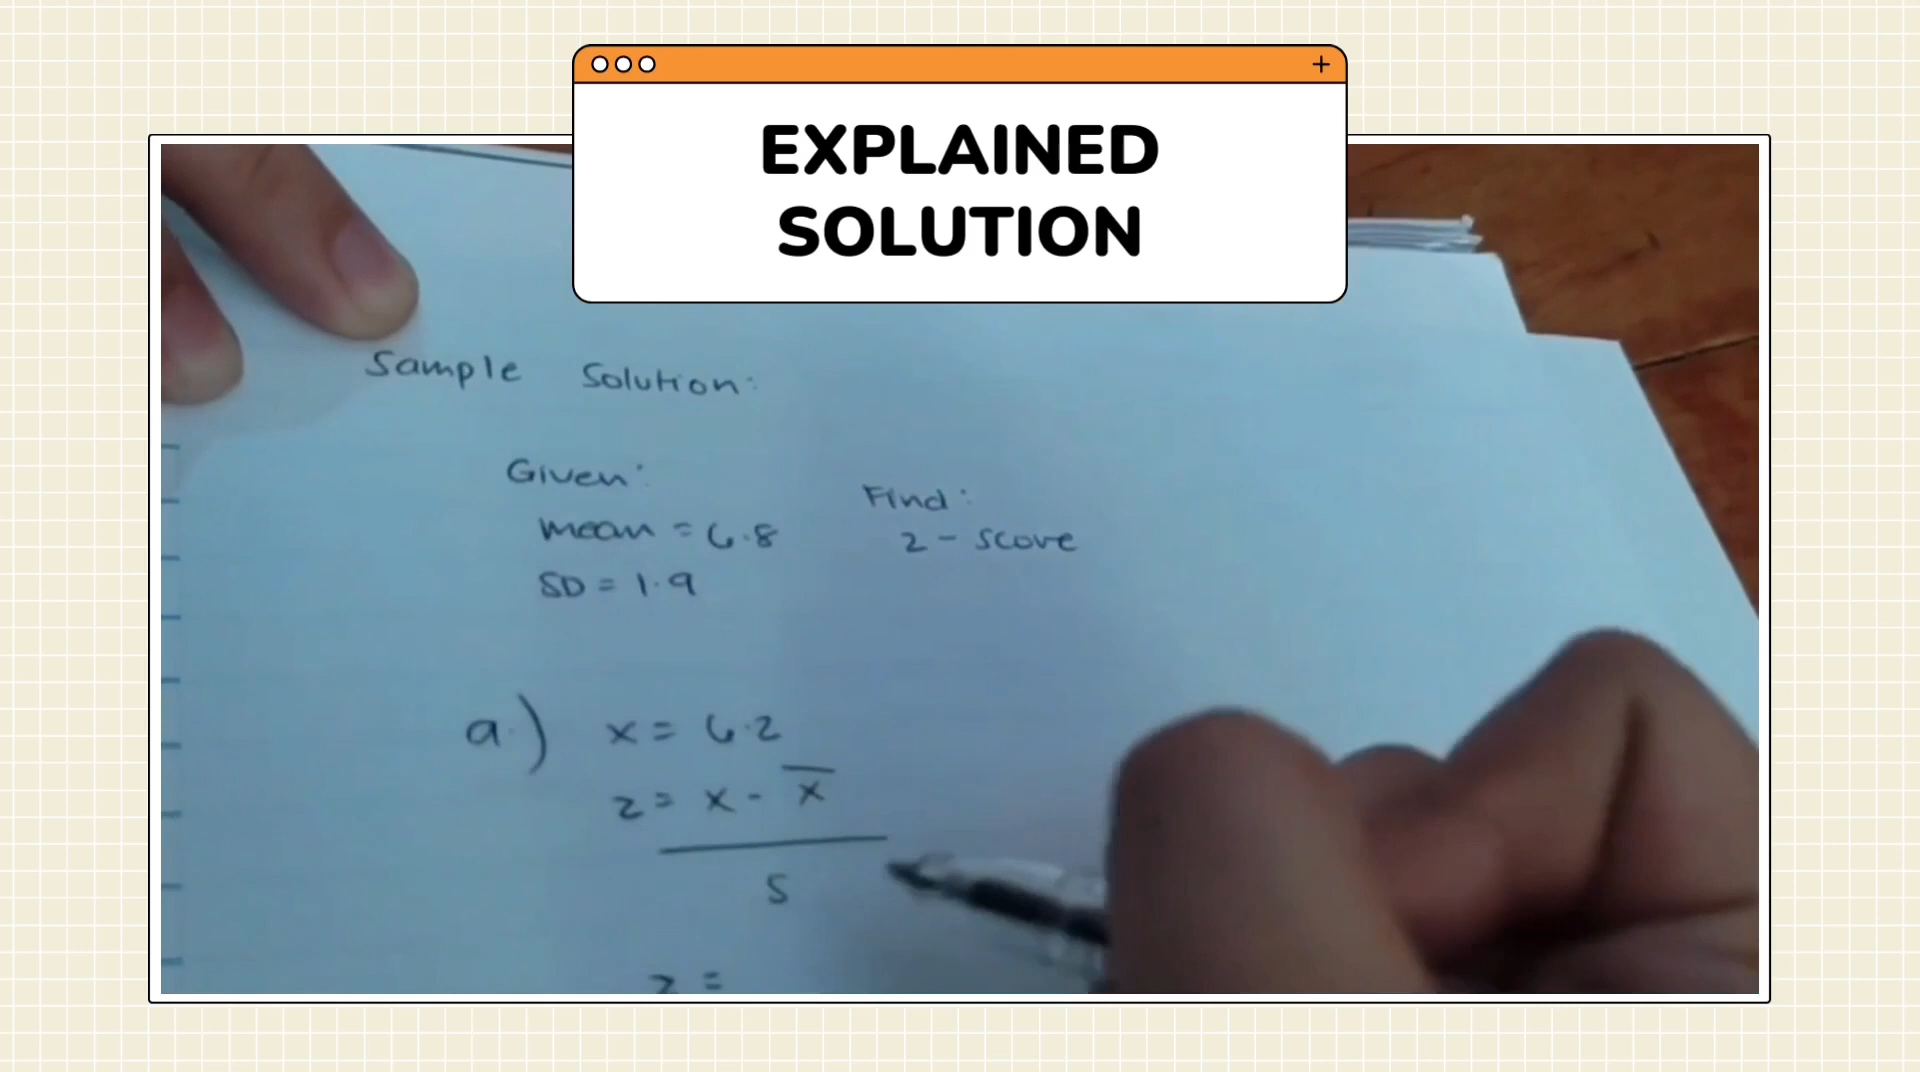 EXPLAINED
SOLUTION
Sample Solution:
Given:
mean = 6.8
SD = 1.9
Find:
z - score
a.) x = 6.2
z = x - x̄
s
z =